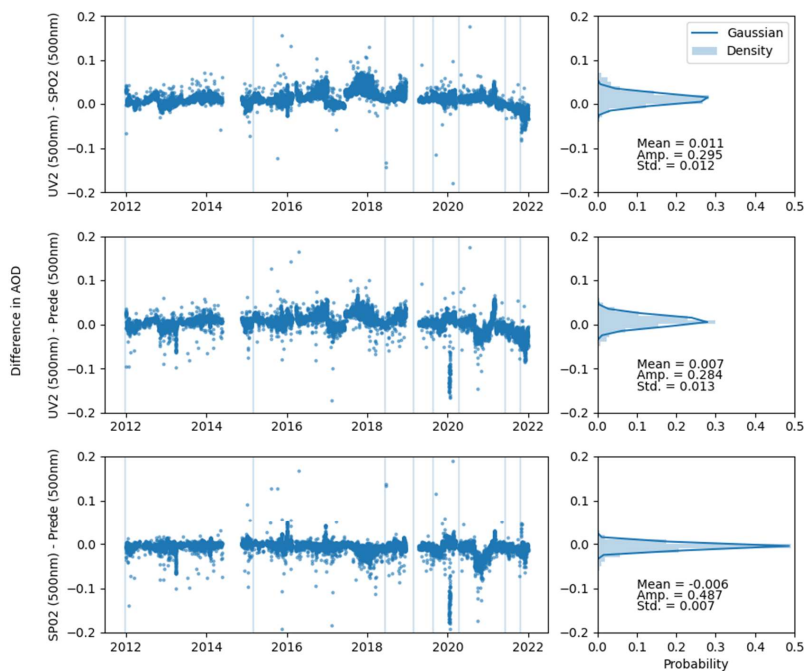 Difference in AOD
UV2 (500nm) - SPO2 (500nm)
0.2
0.1
0.0
−0.1
−0.2
2012 2014 2016 2018 2020 2022
Gaussian
Density
Mean = 0.011
Amp. = 0.295
Std. = 0.012
0.2
0.1
0.0
−0.1
−0.2
0.0 0.1 0.2 0.3 0.4 0.5
UV2 (500nm) - Prede (500nm)
0.2
0.1
0.0
−0.1
−0.2
2012 2014 2016 2018 2020 2022
Mean = 0.007
Amp. = 0.284
Std. = 0.013
0.2
0.1
0.0
−0.1
−0.2
0.0 0.1 0.2 0.3 0.4 0.5
SP02 (500nm) - Prede (500nm)
0.2
0.1
0.0
−0.1
−0.2
2012 2014 2016 2018 2020 2022
Mean = -0.006
Amp. = 0.487
Std. = 0.007
0.2
0.1
0.0
−0.1
−0.2
0.0 0.1 0.2 0.3 0.4 0.5
Probability